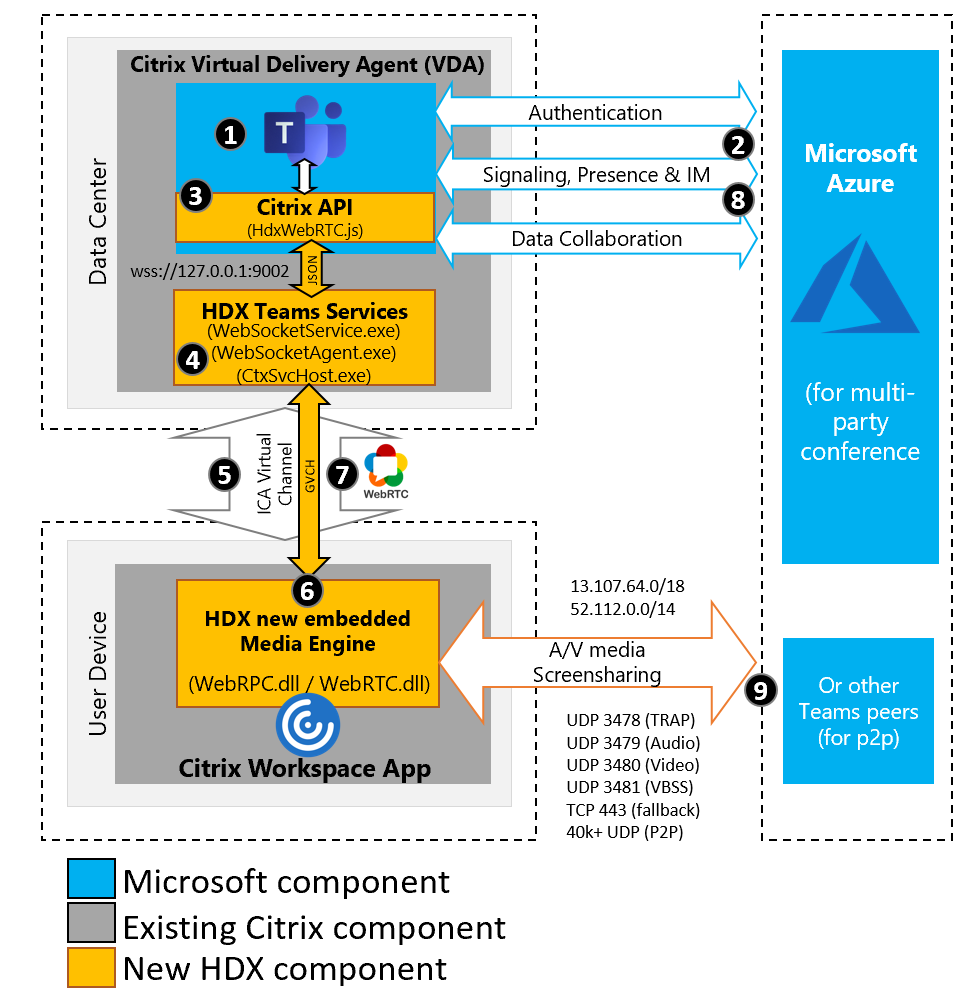 Citrix Virtual Delivery Agent (VDA)
Data Center
1
T
3
Citrix API
(HdxWebRTC.js)
wss://127.0.0.1:9002
JSON
HDX Teams Services
(WebSocketService.exe)
4
(WebSocketAgent.exe)
(CtxSvcHost.exe)
Authentication
2
Signaling, Presence & IM
8
Data Collaboration
Microsoft
Azure
(for multi-
party
conference
5
ICA Virtual
Channel
GVCH
7
WebRTC
User Device
6
HDX new embedded
Media Engine
(WebRPC.dll / WebRTC.dll)
Citrix Workspace App
13.107.64.0/18
52.112.0.0/14
A/V media
Screensharing
9
UDP 3478 (TRAP)
UDP 3479 (Audio)
UDP 3480 (Video)
UDP 3481 (VBSS)
TCP 443 (fallback)
40k+ UDP (P2P)
Or other
Teams peers
(for p2p)
Microsoft component
Existing Citrix component
New HDX component